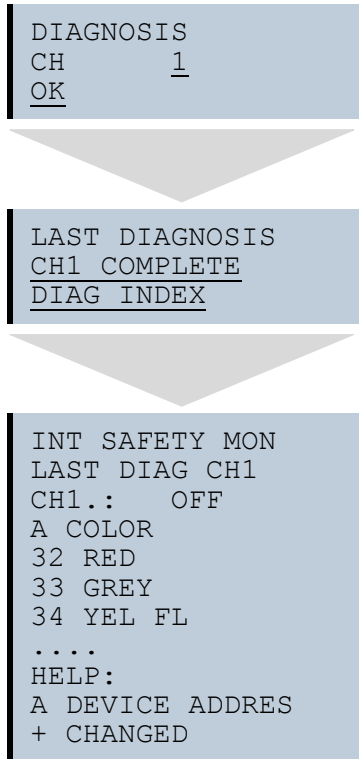 DIAGNOSIS
CH 1
OK
LAST DIAGNOSIS
CH1 COMPLETE
DIAG INDEX
INT SAFETY MON
LAST DIAG CH1
CH1.: OFF
A COLOR
32 RED
33 GREY
34 YEL FL
....
HELP:
A DEVICE ADDRES
+ CHANGED